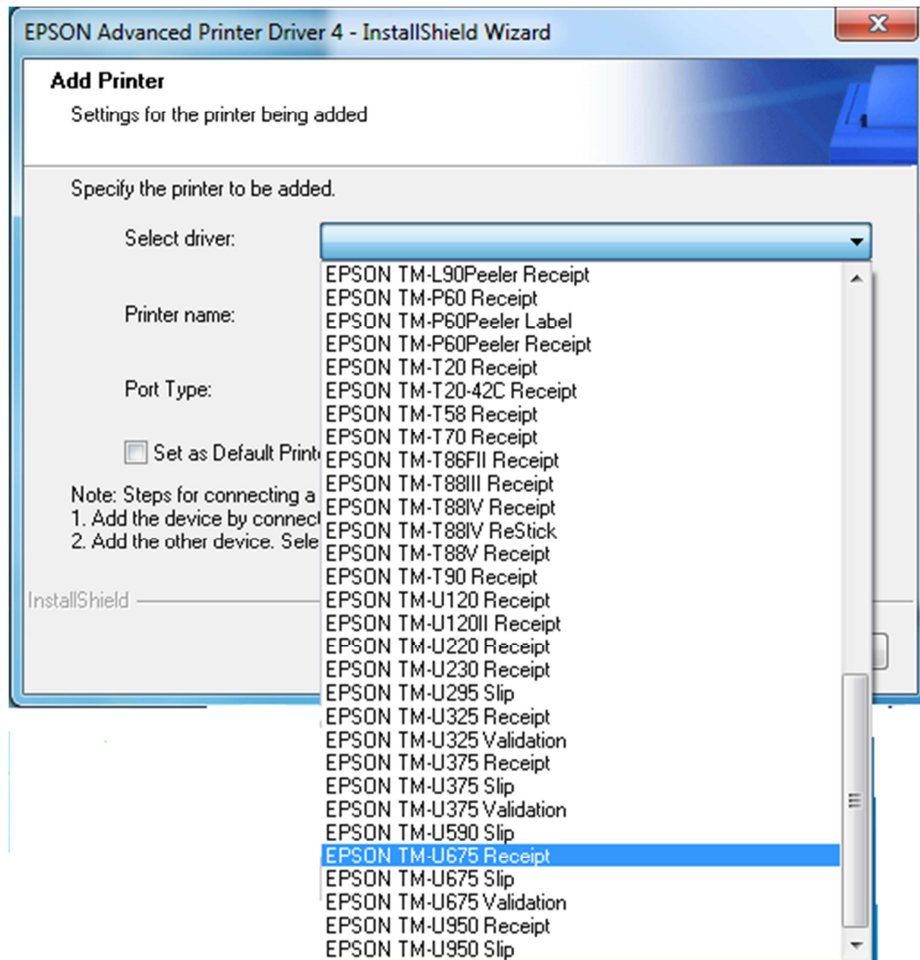 EPSON Advanced Printer Driver 4 - InstallShield Wizard
Add Printer
Settings for the printer being added
Specify the printer to be added.
Select driver:
Printer name:
Port Type:
Set as Default Printe
Note: Steps for connecting a
1. Add the device by connect
2. Add the other device. Sele
InstallShield
EPSON TM-L90Peeler Receipt
EPSON TM-P60 Receipt
EPSON TM-P60Peeler Label
EPSON TM-P60Peeler Receipt
EPSON TM-T20 Receipt
EPSON TM-T20-42C Receipt
EPSON TM-T58 Receipt
EPSON TM-T70 Receipt
EPSON TM-T86FII Receipt
EPSON TM-T88III Receipt
EPSON TM-T88IV Receipt
EPSON TM-T88IV ReStick
EPSON TM-T88V Receipt
EPSON TM-T90 Receipt
EPSON TM-U120 Receipt
EPSON TM-U120II Receipt
EPSON TM-U220 Receipt
EPSON TM-U230 Receipt
EPSON TM-U295 Slip
EPSON TM-U325 Receipt
EPSON TM-U325 Validation
EPSON TM-U375 Receipt
EPSON TM-U375 Slip
EPSON TM-U375 Validation
EPSON TM-U590 Slip
EPSON TM-U675 Receipt
EPSON TM-U675 Slip
EPSON TM-U675 Validation
EPSON TM-U950 Receipt
EPSON TM-U950 Slip